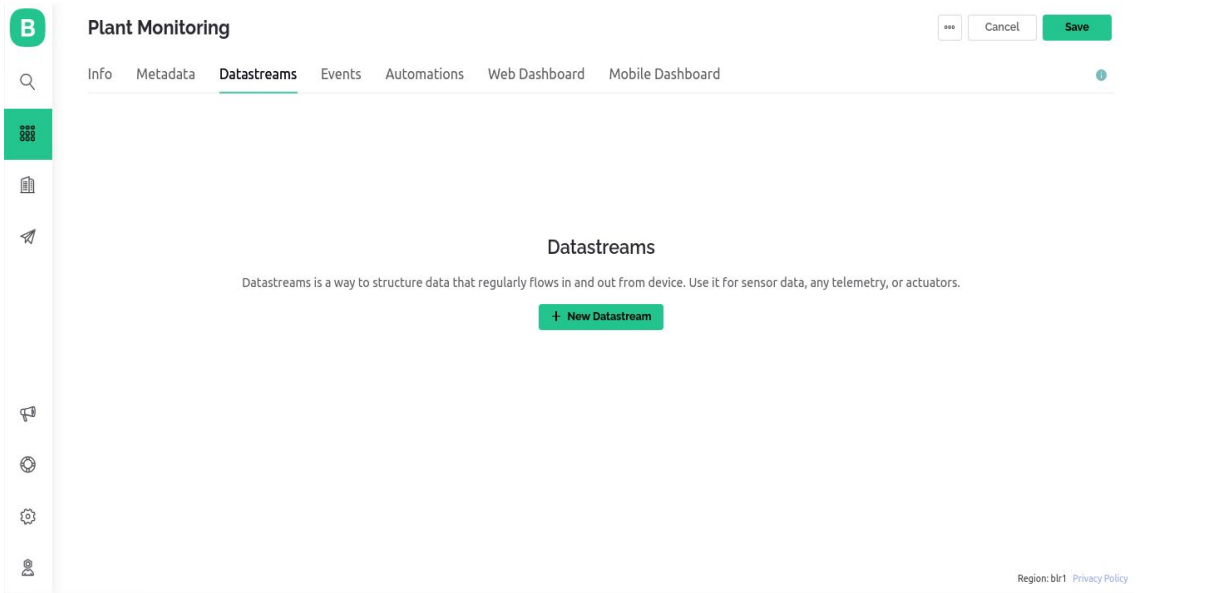 B
Plant Monitoring
Cancel
Save
Info Metadata Datastreams Events Automations Web Dashboard Mobile Dashboard
Datastreams
Datastreams is a way to structure data that regularly flows in and out from device. Use it for sensor data, any telemetry, or actuators.
+ New Datastream
Region: blr1 Privacy Policy